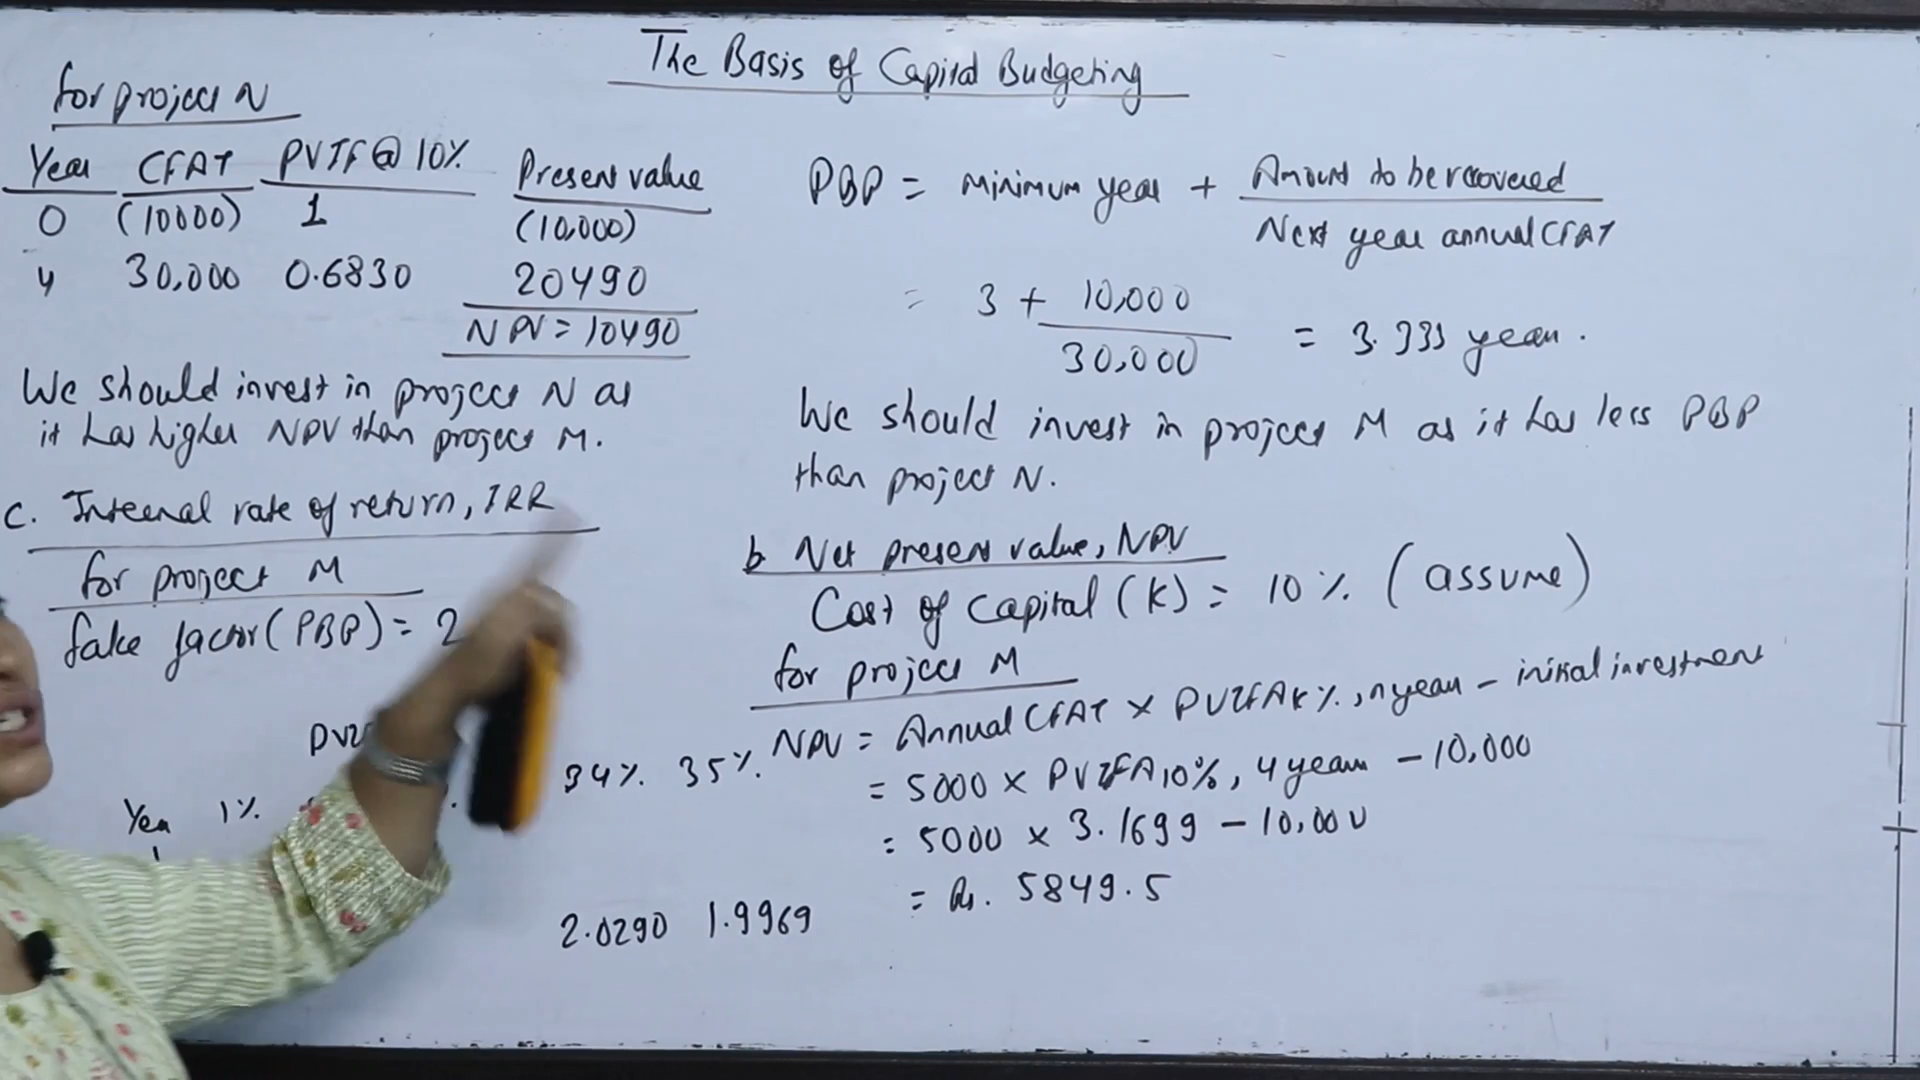 The Basis of Capital Budgeting
for project N
Year CFAT PVIF@10% Present value
0 (10000) 1 (10,000)
4 30,000 0.6830 20490
NPV = 10490
We should invest in project N as
it has higher NPV than project M.
c. Internal rate of return, IRR
for project M
fake factor (PBP) = 2
Year 1%
34% 35%
2.0290 1.9969
PBP = minimum year + Amount to be recovered
Next year annual CFAT
= 3 + 10,000
30,000
= 3.333 years.
We should invest in project M as it has less PBP
than project N.
b Net present value, NPV
Cost of capital (K) = 10% (assume)
for project M
NPV = Annual CFAT × PVIFA K%, n years - initial investment
= 5000 × PVIFA 10%, 4 years - 10,000
= 5000 × 3.1699 - 10,000
= Rs. 5849.5